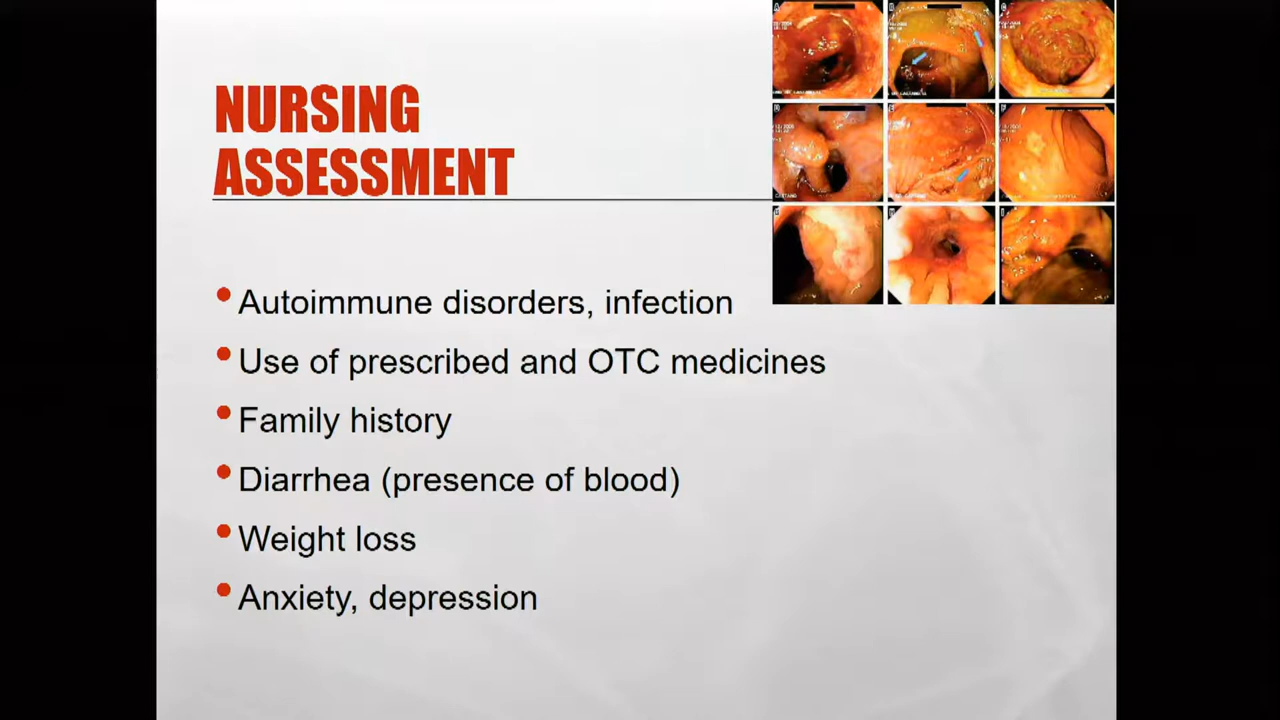 NURSING
ASSESSMENT
Autoimmune disorders, infection
Use of prescribed and OTC medicines
Family history
Diarrhea (presence of blood)
Weight loss
Anxiety, depression